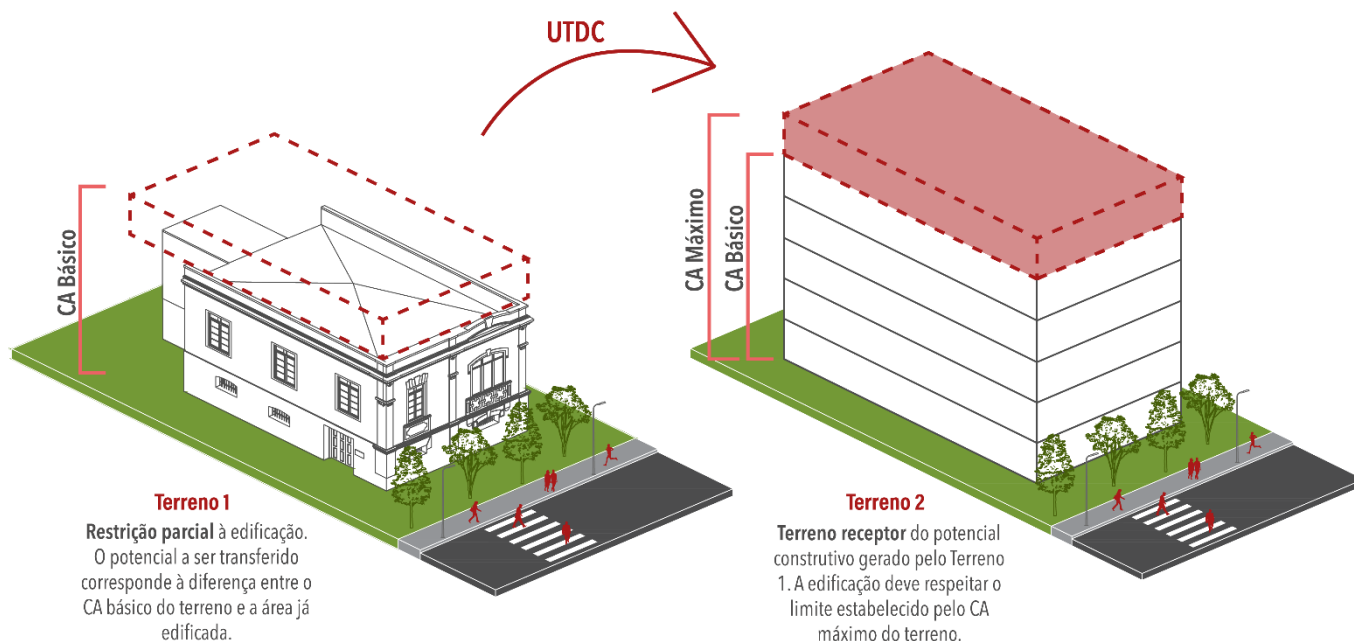 UTDC
CA Básico
Terreno 1
Restrição parcial à edificação.
O potencial a ser transferido
corresponde à diferença entre o
CA básico do terreno e a área já
edificada.
CA Máximo
CA Básico
Terreno 2
Terreno receptor do potencial
construtivo gerado pelo Terreno
1. A edificação deve respeitar o
limite estabelecido pelo CA
máximo do terreno.